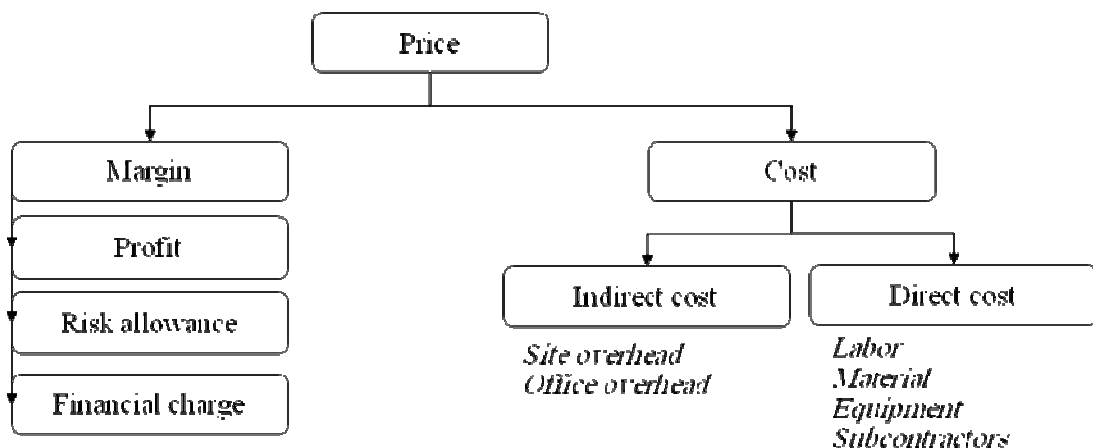 Price
Margin
Cost
Profit
Indirect cost
Direct cost
Risk allowance
Site overhead
Office overhead
Labor
Material
Equipment
Subcontractors
Financial charge